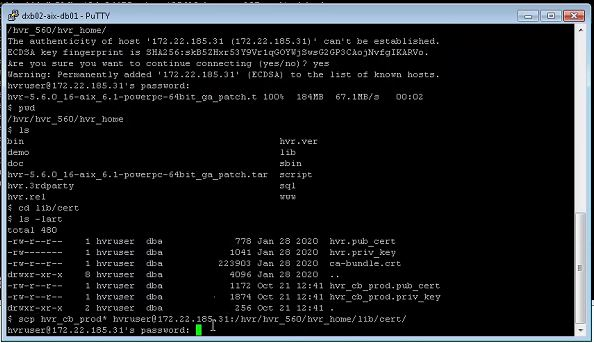 dxb02-aix-db01 - PuTTY
/hvr_560/hvr_home/
The authenticity of host '172.22.185.31 (172.22.185.31)' can't be established.
ECDSA key fingerprint is
Are you sure you want to continue connecting (yes/no)? yes
Warning: Permanently added '172.22.185.31' (ECDSA) to the list of known hosts.
hvruser@172.22.185.31's password:
hvr-5.6.0_16-aix_6.1-powerpc-64bit_ga_patch.t 100% 184MB 67.1MB/s 00:02
$ pwd
/hvr/hvr_560/hvr_home
$ ls
bin hvr.ver
demo lib
doc sbin
hvr-5.6.0_16-aix_6.1-powerpc-64bit_ga_patch.tar script
hvr.3rdparty sql
hvr.rel www
$ cd lib/cert
$ ls -lart
total 480
-rw-r--r-- 1 hvruser dba 778 Jan 28 2020 hvr.pub_cert
-rw------- 1 hvruser dba 1041 Jan 28 2020 hvr.priv_key
-rw-r--r-- 1 hvruser dba 223903 Jan 28 2020 ca-bundle.crt
drwxr-xr-x 8 hvruser dba 4096 Jan 28 2020 ..
-rw-r--r-- 1 hvruser dba 1172 Oct 21 12:41 hvr_cb_prod.pub_cert
-rw-r--r-- 1 hvruser dba 1874 Oct 21 12:41 hvr_cb_prod.priv_key
drwxr-xr-x 2 hvruser dba 256 Oct 21 12:41 .
$ scp hvr_cb_prod* hvruser@172.22.185.31:/hvr/hvr_560/hvr_home/lib/cert/
hvruser@172.22.185.31's password: